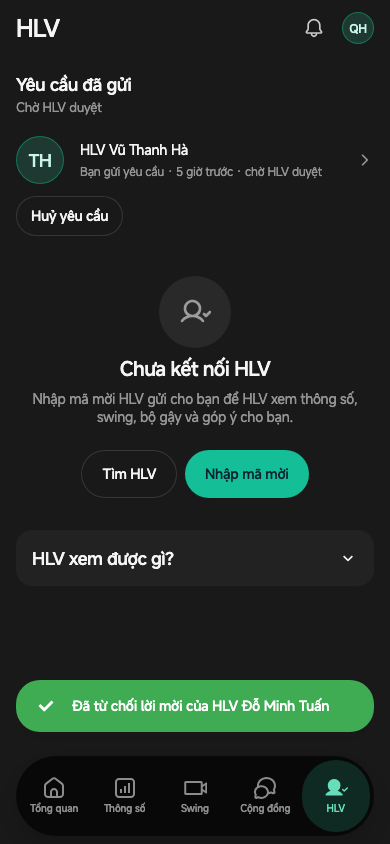 HLV
QH
Yêu cầu đã gửi
Chờ HLV duyệt
TH
HLV Vũ Thanh Hà
Bạn gửi yêu cầu · 5 giờ trước · chờ HLV duyệt
Huỷ yêu cầu
Chưa kết nối HLV
Nhập mã mời HLV gửi cho bạn để HLV xem thông số,
swing, bộ gậy và góp ý cho bạn.
Tìm HLV
Nhập mã mời
HLV xem được gì?
Đã từ chối lời mời của HLV Đỗ Minh Tuấn
Tổng quan
Thông số
Swing
Cộng đồng
HLV